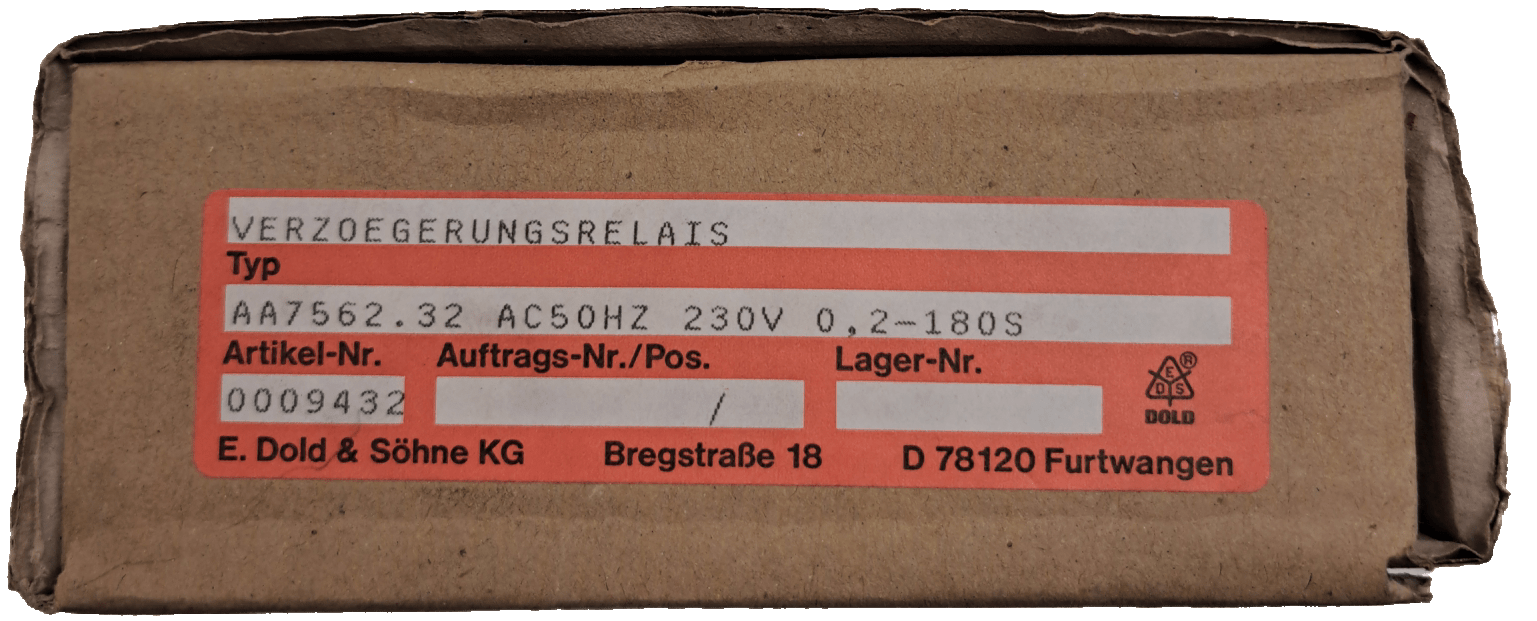 VERZOEGERUNGSRELAIS
Typ
AA7562.32 AC50HZ 230V 0,2-180S
Artikel-Nr. Auftrags-Nr./Pos. Lager-Nr.
0009432 /
E D S ®
DOLD
E. Dold & Söhne KG Bregstraße 18 D 78120 Furtwangen